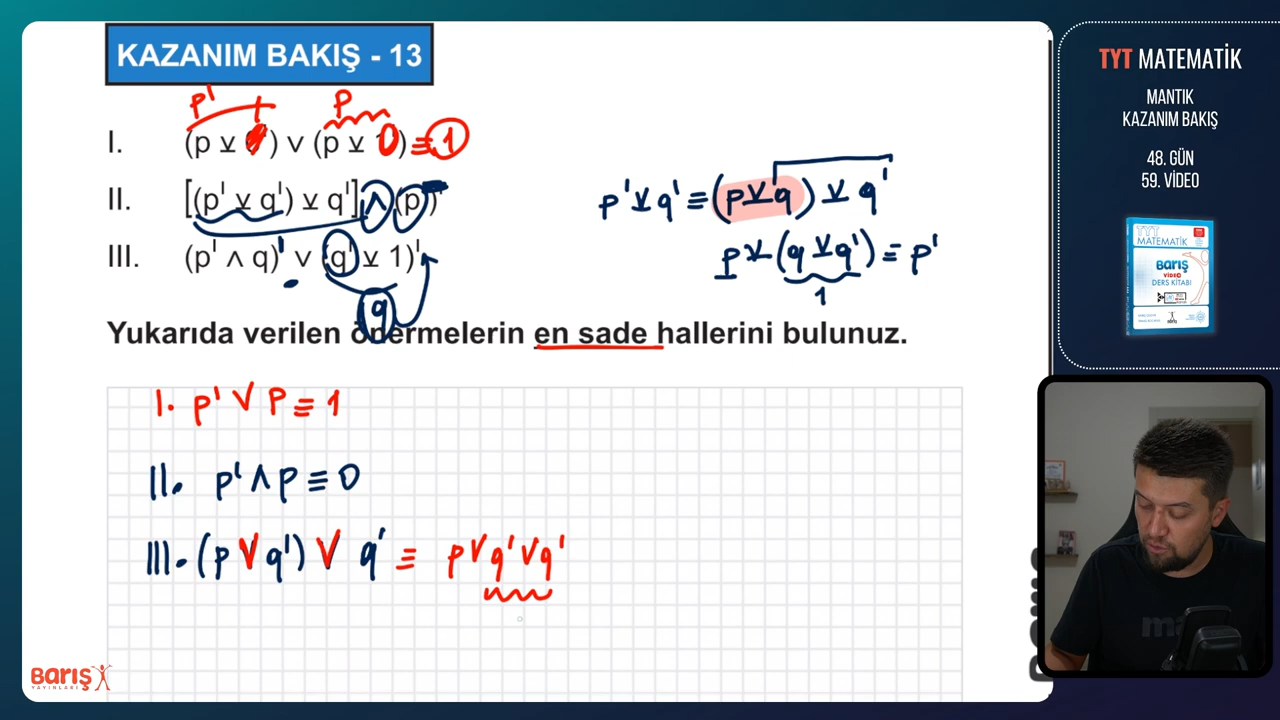 KAZANIM BAKIŞ - 13
p' p
I. (p ⊻ 1) ∨ (p ⊻ 0) ≡ 1
II. [(p' ⊻ q') ⊻ q'] ∧ (p)
III. (p' ∧ q)' ∨ (q' ⊻ 1)'
q
p' ⊻ q' ≡ (p ⊻ q) ⊻ q'
p ⊻ (q ⊻ q') ≡ p'
1
Yukarıda verilen önermelerin en sade hallerini bulunuz.
I. p' ∨ p ≡ 1
II. p' ∧ p ≡ 0
III. (p ∨ q') ∨ q' ≡ p ∨ q' ∨ q'
BARIŞ
YAYINLARI
TYT MATEMATİK
MANTIK
KAZANIM BAKIŞ
48. GÜN
59. VİDEO
TYT
MATEMATİK
BARIŞ
VİDEO
DERS KİTABI